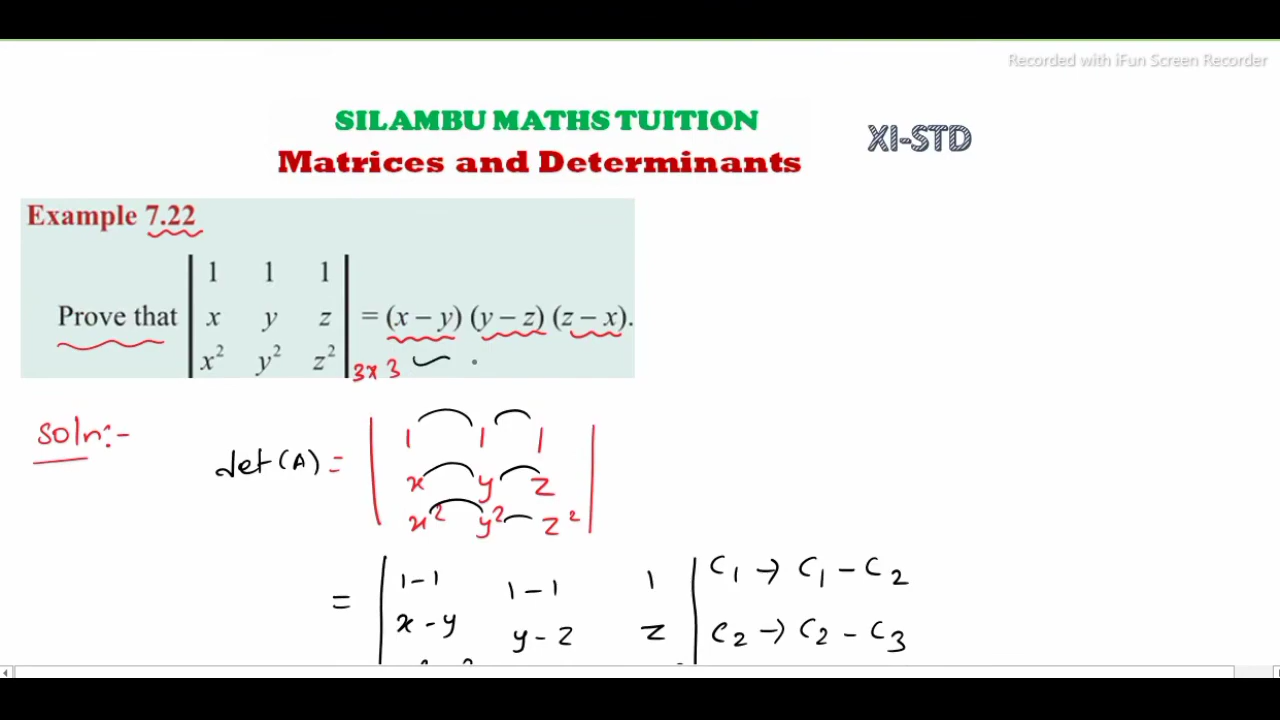 Recorded with iFun Screen Recorder
SILAMBU MATHS TUITION
XI-STD
Matrices and Determinants
Example 7.22
1 1 1
Prove that x y z = (x − y) (y − z) (z − x).
x² y² z²
3x3
Soln:-
1 1 1
det(A) =
x y z
x² y² z²
1-1 1-1 1 C₁ → C₁ - C₂
=
x-y y-z z C₂ → C₂ - C₃